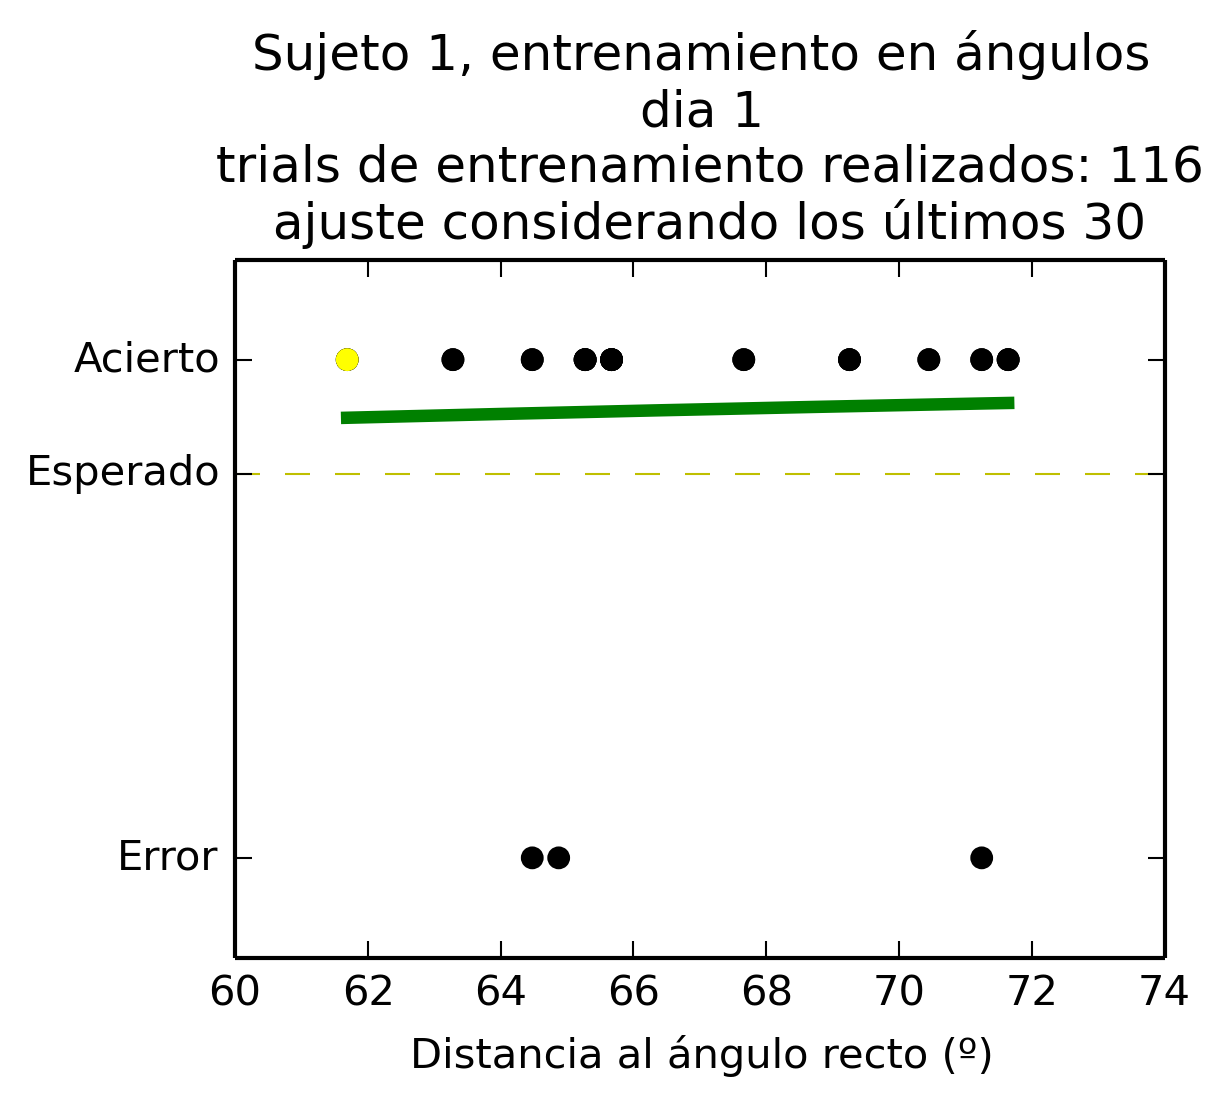 Sujeto 1, entrenamiento en ángulos
dia 1
trials de entrenamiento realizados: 116
ajuste considerando los últimos 30
Acierto
Esperado
Error
60 62 64 66 68 70 72 74
Distancia al ángulo recto (º)